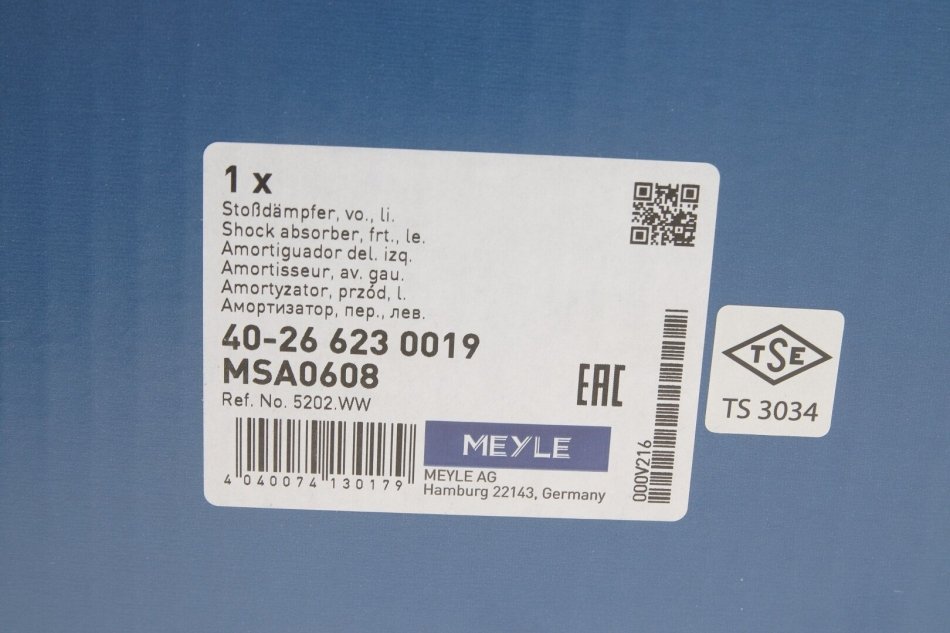 1 x
Stoßdämpfer, vo., li.
Shock absorber, frt., le.
Amortiguador del. izq.
Amortisseur, av. gau.
Amortyzator, przód, l.
Амортизатор, пер., лев.
40-26 623 0019
MSA0608
Ref. No. 5202.WW
EAC
4 040074 130179
MEYLE
MEYLE AG
Hamburg 22143, Germany
000V216
TSE
TS 3034